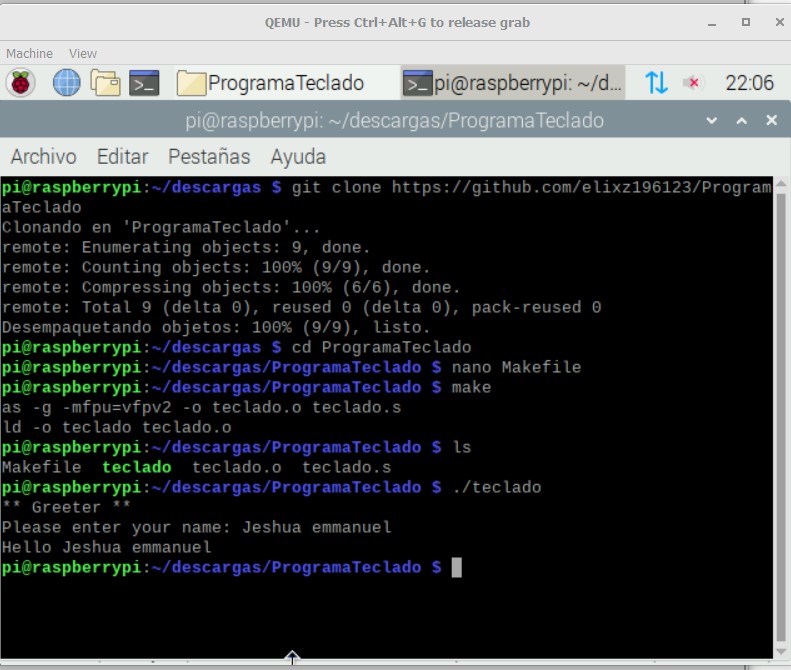 QEMU - Press Ctrl+Alt+G to release grab
Machine View
ProgramaTeclado pi@raspberrypi: ~/d... 22:06
pi@raspberrypi: ~/descargas/ProgramaTeclado
Archivo Editar Pestañas Ayuda
pi@raspberrypi:~/descargas $ git clone https://github.com/elixz196123/Program
aTeclado
Clonando en 'ProgramaTeclado'...
remote: Enumerating objects: 9, done.
remote: Counting objects: 100% (9/9), done.
remote: Compressing objects: 100% (6/6), done.
remote: Total 9 (delta 0), reused 0 (delta 0), pack-reused 0
Desempaquetando objetos: 100% (9/9), listo.
pi@raspberrypi:~/descargas $ cd ProgramaTeclado
pi@raspberrypi:~/descargas/ProgramaTeclado $ nano Makefile
pi@raspberrypi:~/descargas/ProgramaTeclado $ make
as -g -mfpu=vfpv2 -o teclado.o teclado.s
ld -o teclado teclado.o
pi@raspberrypi:~/descargas/ProgramaTeclado $ ls
Makefile teclado teclado.o teclado.s
pi@raspberrypi:~/descargas/ProgramaTeclado $ ./teclado
** Greeter **
Please enter your name: Jeshua emmanuel
Hello Jeshua emmanuel
pi@raspberrypi:~/descargas/ProgramaTeclado $